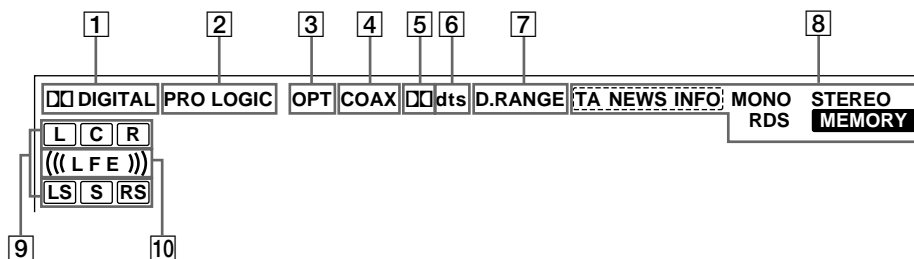 1 2 3 4 5 6 7 8
DIGITAL PRO LOGIC OPT COAX dts D.RANGE TA NEWS INFO MONO STEREO
RDS MEMORY
L C R
((( L F E )))
LS S RS
9 10